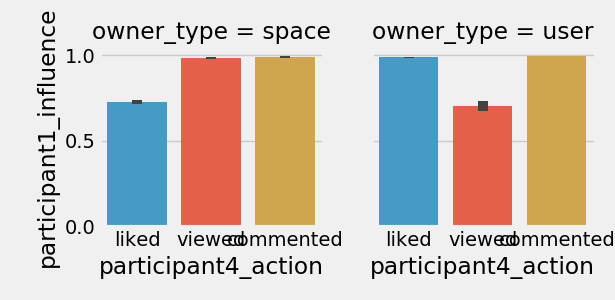 owner_type = space
owner_type = user
participant1_influence
1.0
0.5
0.0
liked
viewed
commented
liked
viewed
commented
participant4_action
participant4_action